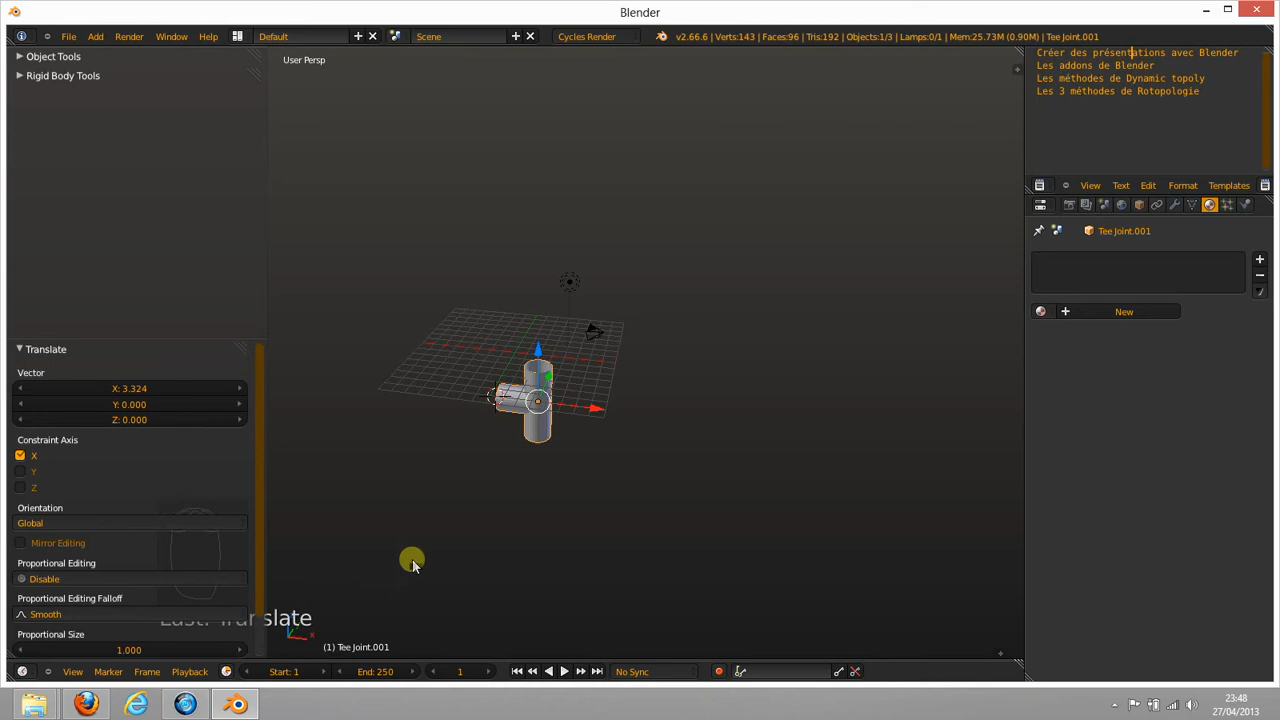 Blender
File Add Render Window Help Default Scene Cycles Render v2.66.6 | Verts:143 | Faces:96 | Tris:192 | Objects:1/3 | Lamps:0/1 | Mem:25.73M (0.90M) | Tee Joint.001
Object Tools
Rigid Body Tools
User Persp
Créer des présentations avec Blender
Les addons de Blender
Les méthodes de Dynamic topoly
Les 3 méthodes de Rotopologie
View Text Edit Format Templates
Tee Joint.001
New
Translate
Vector
X: 3.324
Y: 0.000
Z: 0.000
Constraint Axis
X
Y
Z
Orientation
Global
Mirror Editing
Proportional Editing
Disable
Proportional Editing Falloff
Smooth
Last: Translate
Proportional Size
1.000
x
(1) Tee Joint.001
View Marker Frame Playback Start: 1 End: 250 1 No Sync
23:48
27/04/2013